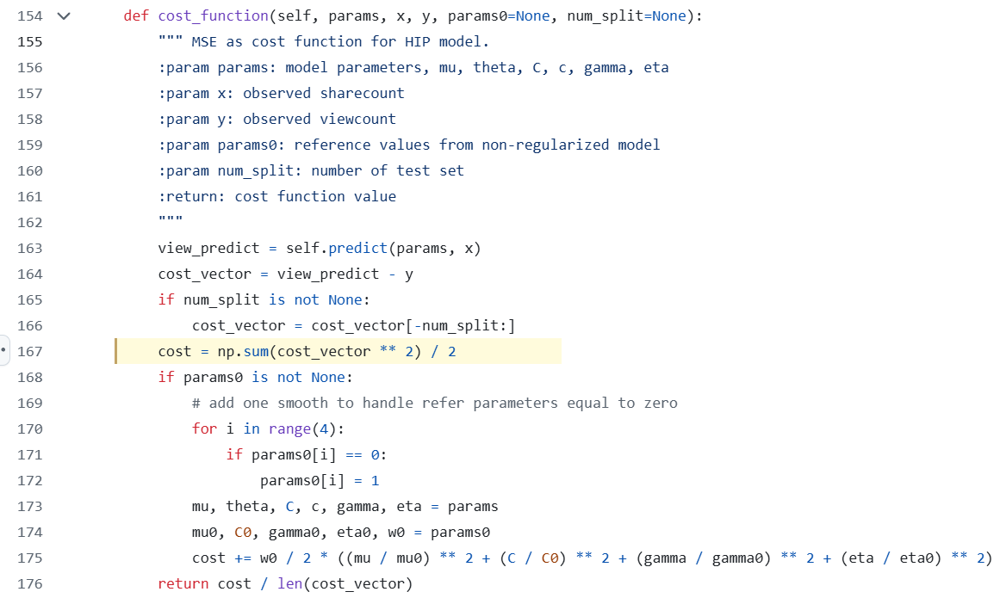 154 def cost_function(self, params, x, y, params0=None, num_split=None):
155 """ MSE as cost function for HIP model.
156 :param params: model parameters, mu, theta, C, c, gamma, eta
157 :param x: observed sharecount
158 :param y: observed viewcount
159 :param params0: reference values from non-regularized model
160 :param num_split: number of test set
161 :return: cost function value
162 """
163 view_predict = self.predict(params, x)
164 cost_vector = view_predict - y
165 if num_split is not None:
166 cost_vector = cost_vector[-num_split:]
167 cost = np.sum(cost_vector ** 2) / 2
168 if params0 is not None:
169 # add one smooth to handle refer parameters equal to zero
170 for i in range(4):
171 if params0[i] == 0:
172 params0[i] = 1
173 mu, theta, C, c, gamma, eta = params
174 mu0, C0, gamma0, eta0, w0 = params0
175 cost += w0 / 2 * ((mu / mu0) ** 2 + (C / C0) ** 2 + (gamma / gamma0) ** 2 + (eta / eta0) ** 2)
176 return cost / len(cost_vector)